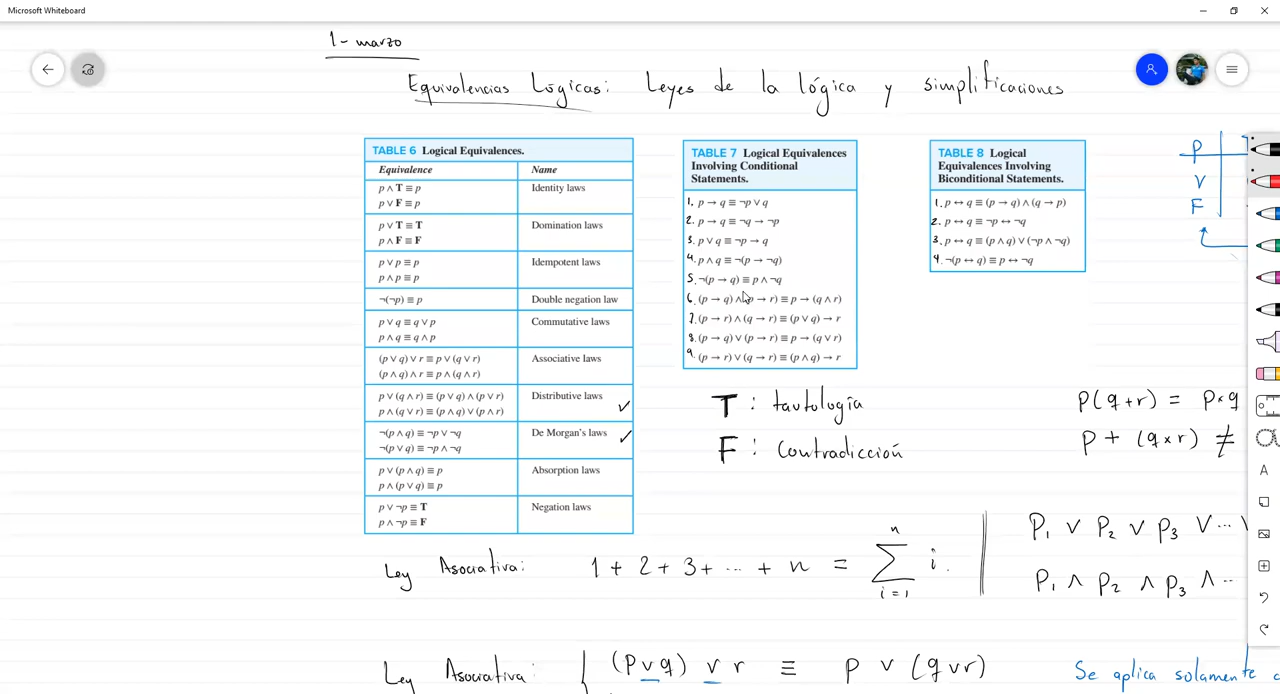 Microsoft Whiteboard
1 - marzo
Equivalencias Lógicas: Leyes de la lógica y simplificaciones
TABLE 6 Logical Equivalences.
Equivalence Name
p ∧ T ≡ p Identity laws
p ∨ F ≡ p
p ∨ T ≡ T Domination laws
p ∧ F ≡ F
p ∨ p ≡ p Idempotent laws
p ∧ p ≡ p
¬(¬p) ≡ p Double negation law
p ∨ q ≡ q ∨ p Commutative laws
p ∧ q ≡ q ∧ p
(p ∨ q) ∨ r ≡ p ∨ (q ∨ r) Associative laws
(p ∧ q) ∧ r ≡ p ∧ (q ∧ r)
p ∨ (q ∧ r) ≡ (p ∨ q) ∧ (p ∨ r) Distributive laws ✓
p ∧ (q ∨ r) ≡ (p ∧ q) ∨ (p ∧ r)
¬(p ∧ q) ≡ ¬p ∨ ¬q De Morgan's laws ✓
¬(p ∨ q) ≡ ¬p ∧ ¬q
p ∨ (p ∧ q) ≡ p Absorption laws
p ∧ (p ∨ q) ≡ p
p ∨ ¬p ≡ T Negation laws
p ∧ ¬p ≡ F
TABLE 7 Logical Equivalences
Involving Conditional
Statements.
1. p → q ≡ ¬p ∨ q
2. p → q ≡ ¬q → ¬p
3. p ∨ q ≡ ¬p → q
4. p ∧ q ≡ ¬(p → ¬q)
5. ¬(p → q) ≡ p ∧ ¬q
6. (p → q) ∧ (p → r) ≡ p → (q ∧ r)
7. (p → r) ∧ (q → r) ≡ (p ∨ q) → r
8. (p → q) ∨ (p → r) ≡ p → (q ∨ r)
9. (p → r) ∨ (q → r) ≡ (p ∧ q) → r
TABLE 8 Logical
Equivalences Involving
Biconditional Statements.
1. p ↔ q ≡ (p → q) ∧ (q → p)
2. p ↔ q ≡ ¬p ↔ ¬q
3. p ↔ q ≡ (p ∧ q) ∨ (¬p ∧ ¬q)
4. ¬(p ↔ q) ≡ p ↔ ¬q
P
V
F
T : tautología
F : Contradicción
p(q+r) = p×q
p + (q×r) ≠
Ley Asociativa: 1 + 2 + 3 + ... + n = ∑ i=1 n i.
P1 ∨ P2 ∨ P3 ∨ ... ∨
P1 ∧ P2 ∧ P3 ∧ ...
Ley Asociativa: (p ∨ q) ∨ r ≡ p ∨ (q ∨ r) Se aplica solamente